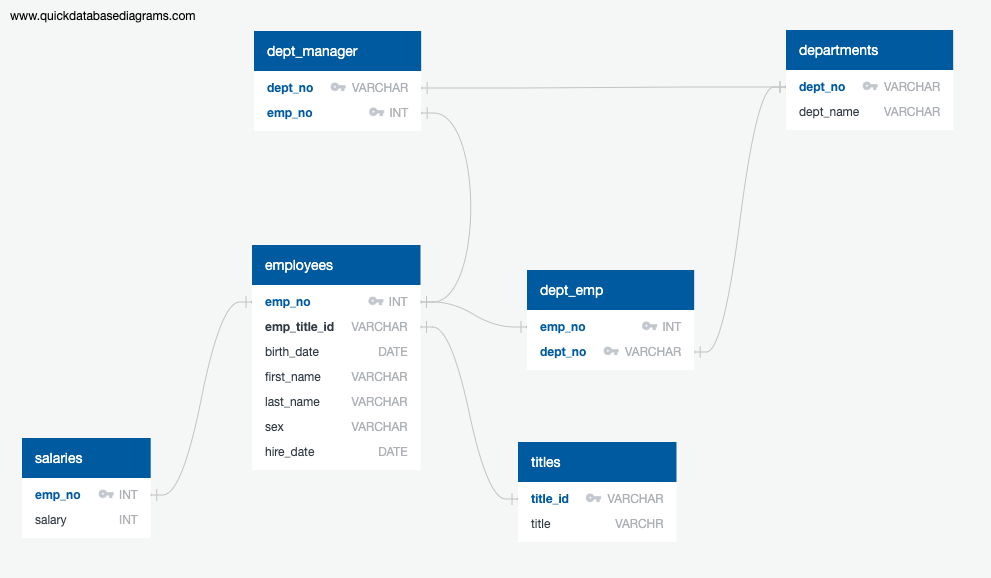 www.quickdatabasediagrams.com
dept_manager
dept_no VARCHAR
emp_no INT
departments
dept_no VARCHAR
dept_name VARCHAR
employees
emp_no INT
emp_title_id VARCHAR
birth_date DATE
first_name VARCHAR
last_name VARCHAR
sex VARCHAR
hire_date DATE
dept_emp
emp_no INT
dept_no VARCHAR
salaries
emp_no INT
salary INT
titles
title_id VARCHAR
title VARCHR